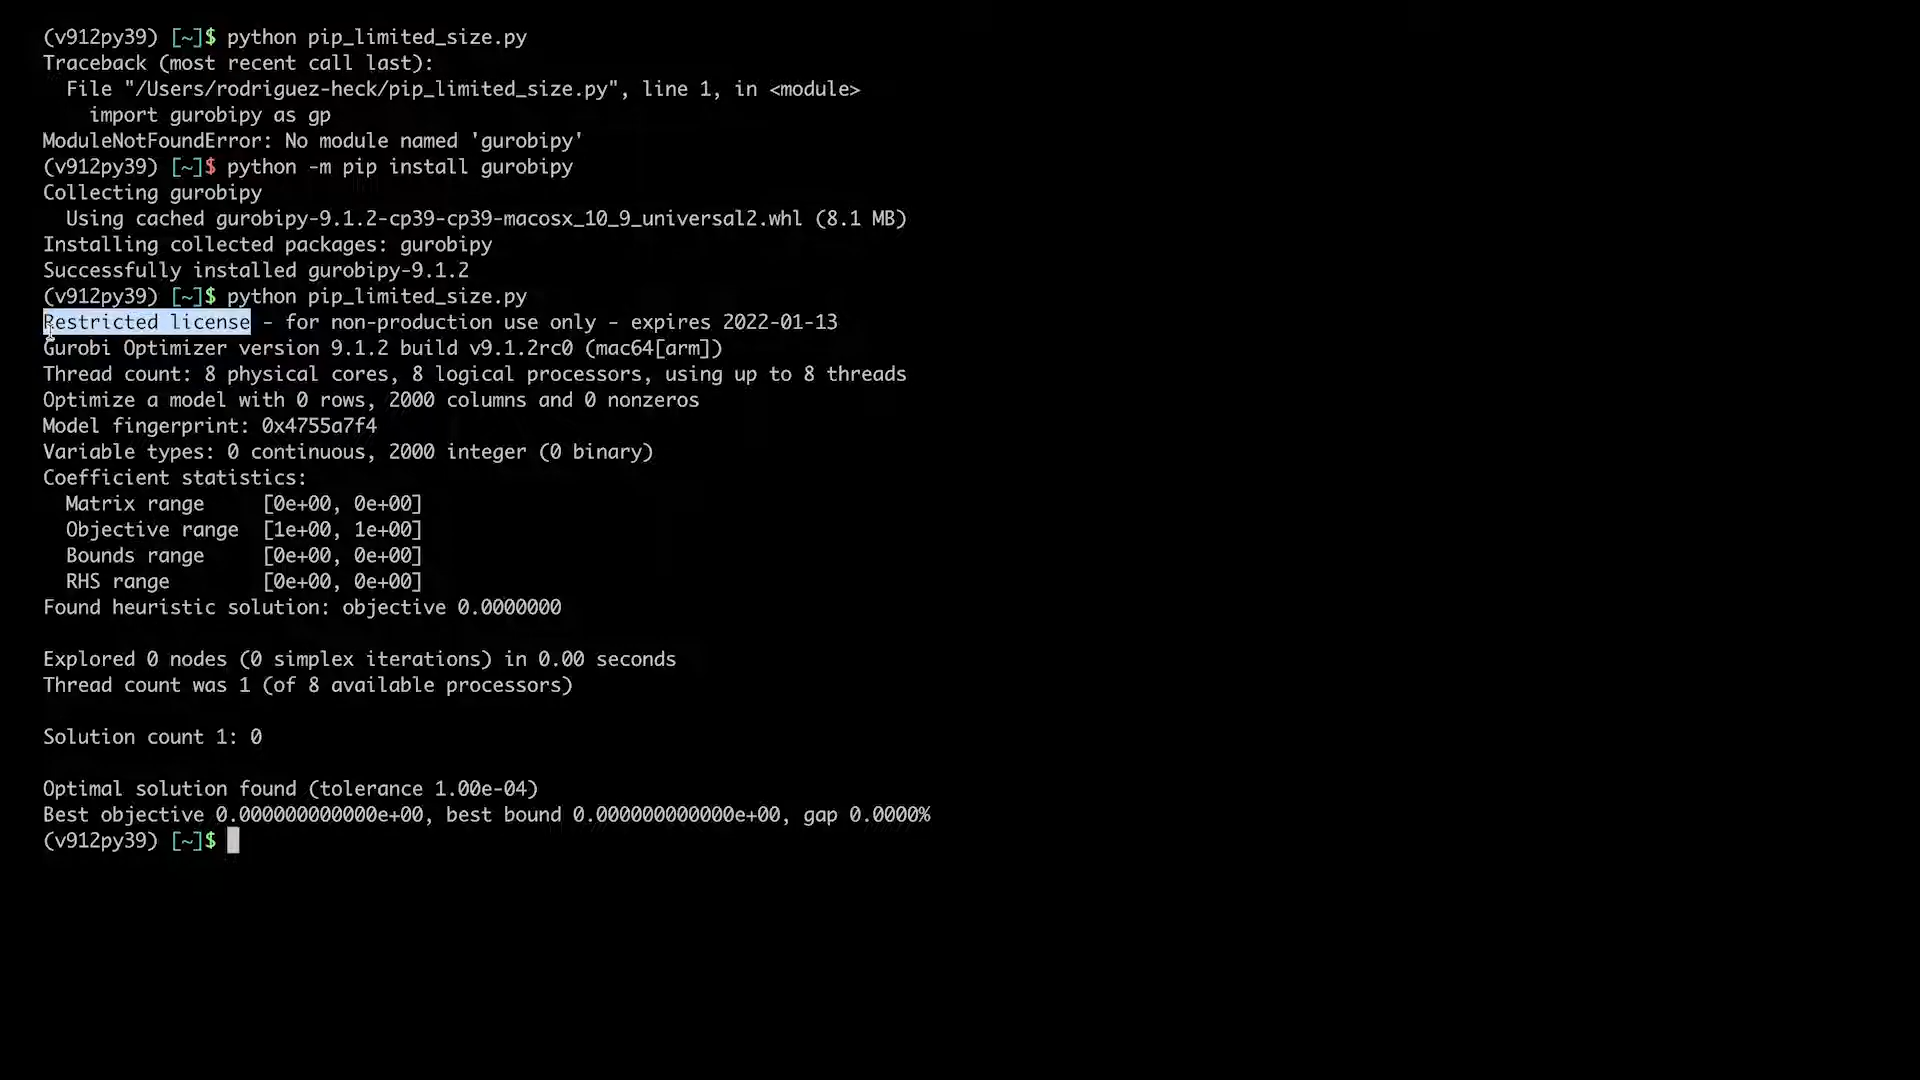 (v912py39) [~]$ python pip_limited_size.py
Traceback (most recent call last):
  File "/Users/rodriguez-heck/pip_limited_size.py", line 1, in <module>
    import gurobipy as gp
ModuleNotFoundError: No module named 'gurobipy'
(v912py39) [~]$ python -m pip install gurobipy
Collecting gurobipy
  Using cached gurobipy-9.1.2-cp39-cp39-macosx_10_9_universal2.whl (8.1 MB)
Installing collected packages: gurobipy
Successfully installed gurobipy-9.1.2
(v912py39) [~]$ python pip_limited_size.py
Restricted license - for non-production use only - expires 2022-01-13
Gurobi Optimizer version 9.1.2 build v9.1.2rc0 (mac64[arm])
Thread count: 8 physical cores, 8 logical processors, using up to 8 threads
Optimize a model with 0 rows, 2000 columns and 0 nonzeros
Model fingerprint: 0x4755a7f4
Variable types: 0 continuous, 2000 integer (0 binary)
Coefficient statistics:
  Matrix range     [0e+00, 0e+00]
  Objective range  [1e+00, 1e+00]
  Bounds range     [0e+00, 0e+00]
  RHS range        [0e+00, 0e+00]
Found heuristic solution: objective 0.0000000
Explored 0 nodes (0 simplex iterations) in 0.00 seconds
Thread count was 1 (of 8 available processors)
Solution count 1: 0
Optimal solution found (tolerance 1.00e-04)
Best objective 0.000000000000e+00, best bound 0.000000000000e+00, gap 0.0000%
(v912py39) [~]$